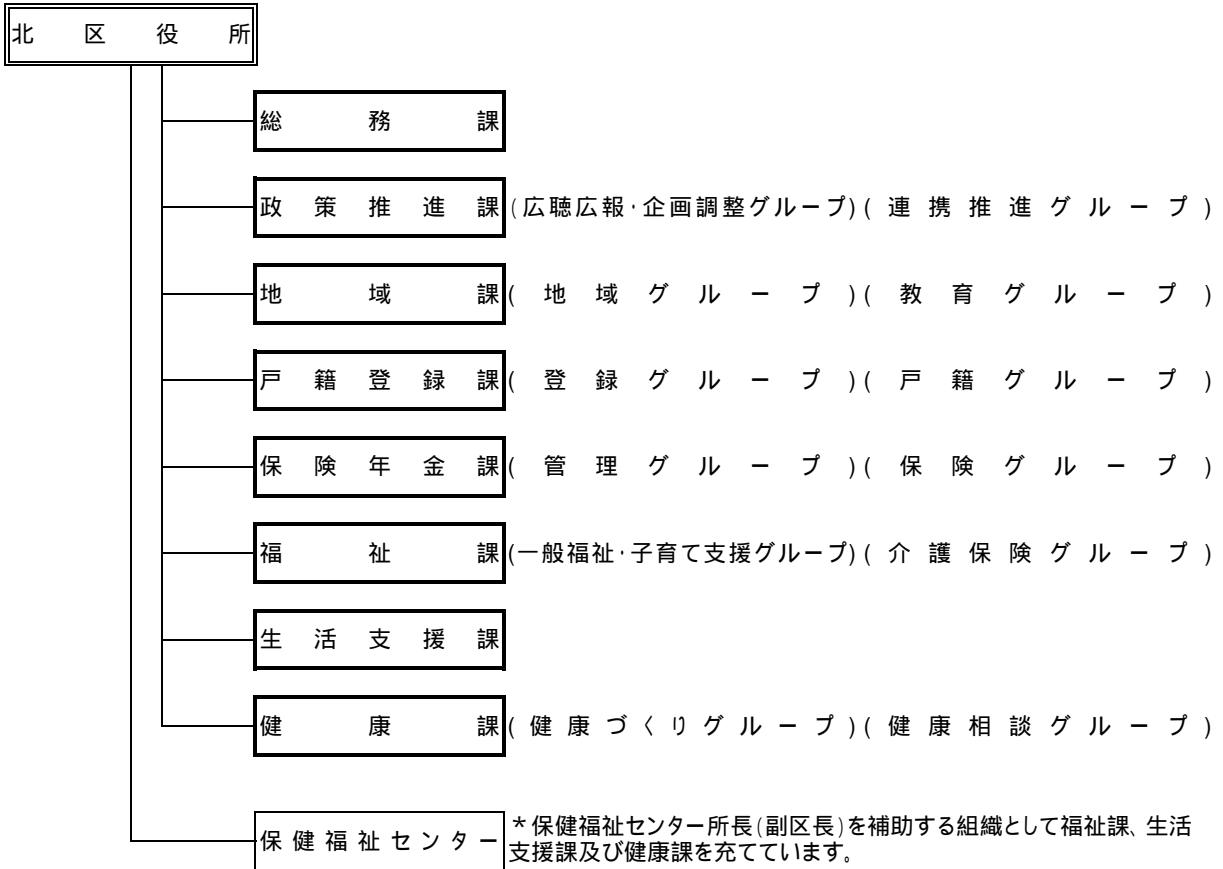 北区役所
総務課
政策推進課(広聴広報・企画調整グループ)(連携推進グループ)
地域課(地域グループ)(教育グループ)
戸籍登録課(登録グループ)(戸籍グループ)
保険年金課(管理グループ)(保険グループ)
福祉課(一般福祉・子育て支援グループ)(介護保険グループ)
生活支援課
健康課(健康づくりグループ)(健康相談グループ)
保健福祉センター
*保健福祉センター所長(副区長)を補助する組織として福祉課、生活
支援課及び健康課を充てています。